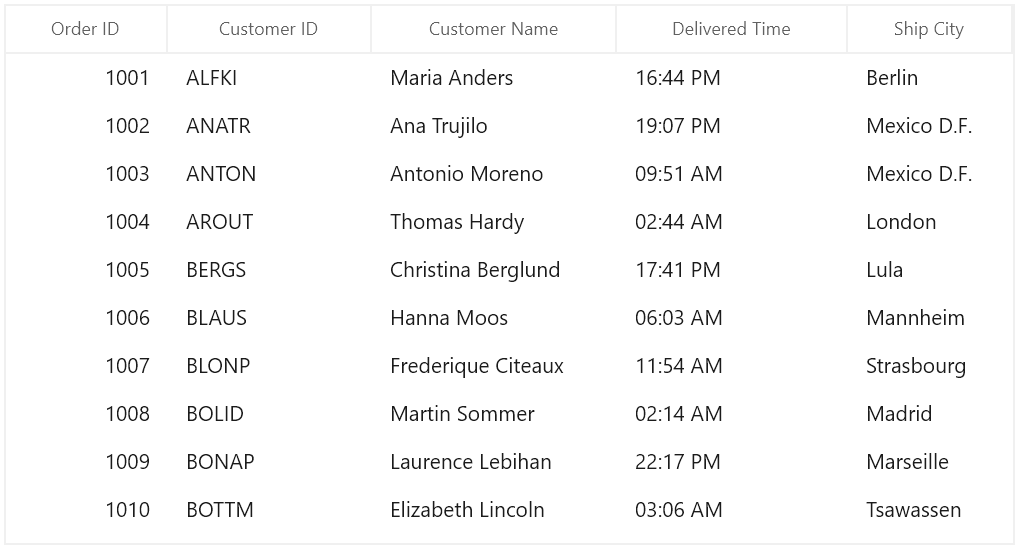 Order ID Customer ID Customer Name Delivered Time Ship City
1001 ALFKI Maria Anders 16:44 PM Berlin
1002 ANATR Ana Trujilo 19:07 PM Mexico D.F.
1003 ANTON Antonio Moreno 09:51 AM Mexico D.F.
1004 AROUT Thomas Hardy 02:44 AM London
1005 BERGS Christina Berglund 17:41 PM Lula
1006 BLAUS Hanna Moos 06:03 AM Mannheim
1007 BLONP Frederique Citeaux 11:54 AM Strasbourg
1008 BOLID Martin Sommer 02:14 AM Madrid
1009 BONAP Laurence Lebihan 22:17 PM Marseille
1010 BOTTM Elizabeth Lincoln 03:06 AM Tsawassen